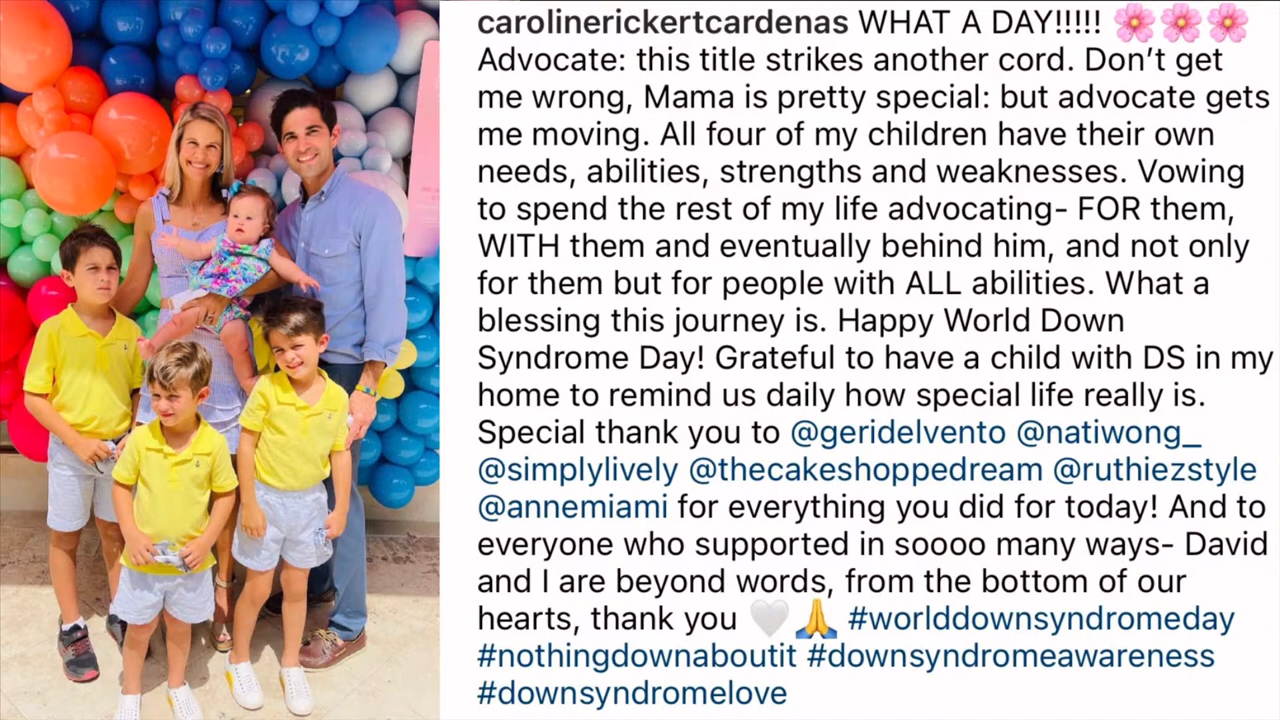 carolinerickertcardenas WHAT A DAY!!!!! 🌸🌸🌸
Advocate: this title strikes another cord. Don’t get
me wrong, Mama is pretty special: but advocate gets
me moving. All four of my children have their own
needs, abilities, strengths and weaknesses. Vowing
to spend the rest of my life advocating- FOR them,
WITH them and eventually behind him, and not only
for them but for people with ALL abilities. What a
blessing this journey is. Happy World Down
Syndrome Day! Grateful to have a child with DS in my
home to remind us daily how special life really is.
Special thank you to @geridelvento @natiwong_
@simplylively @thecakeshoppedream @ruthiezstyle
@annemiami for everything you did for today! And to
everyone who supported in soooo many ways- David
and I are beyond words, from the bottom of our
hearts, thank you 🤍🙏 #worlddownsyndromeday
#nothingdownaboutit #downsyndromeawareness
#downsyndromelove